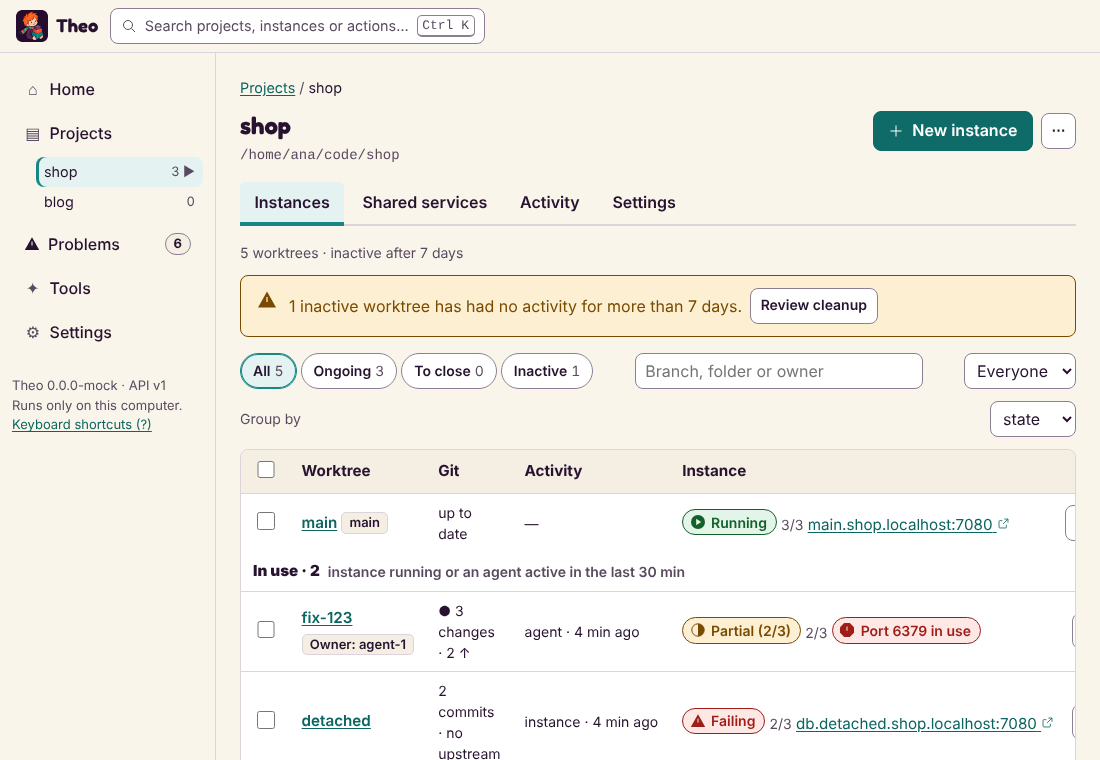 Theo
Search projects, instances or actions... Ctrl K
Home
Projects
shop 3
blog 0
Problems 6
Tools
Settings
Theo 0.0.0-mock · API v1
Runs only on this computer.
Keyboard shortcuts (?)
Projects / shop
shop
/home/ana/code/shop
+ New instance
...
Instances Shared services Activity Settings
5 worktrees · inactive after 7 days
1 inactive worktree has had no activity for more than 7 days. Review cleanup
All 5 Ongoing 3 To close 0 Inactive 1 Branch, folder or owner Everyone
Group by state
Worktree Git Activity Instance
main main up to date — Running 3/3 main.shop.localhost:7080
In use · 2 instance running or an agent active in the last 30 min
fix-123 Owner: agent-1 ● 3 changes · 2 ↑ agent · 4 min ago Partial (2/3) 2/3 Port 6379 in use
detached 2 commits · no upstream instance · 4 min ago Failing 2/3 db.detached.shop.localhost:7080